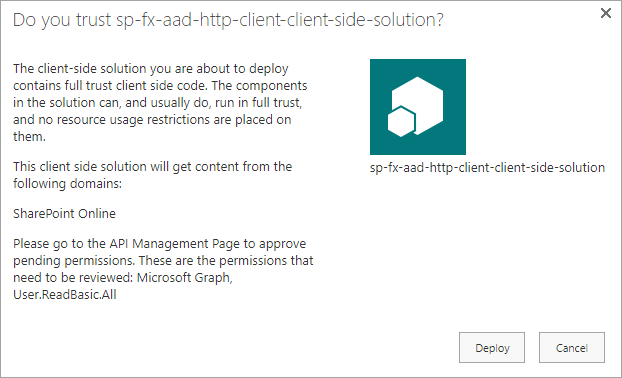 Do you trust sp-fx-aad-http-client-client-side-solution?
The client-side solution you are about to deploy
contains full trust client side code. The components
in the solution can, and usually do, run in full trust,
and no resource usage restrictions are placed on
them.
sp-fx-aad-http-client-client-side-solution
This client side solution will get content from the
following domains:
SharePoint Online
Please go to the API Management Page to approve
pending permissions. These are the permissions that
need to be reviewed: Microsoft Graph,
User.ReadBasic.All
Deploy
Cancel